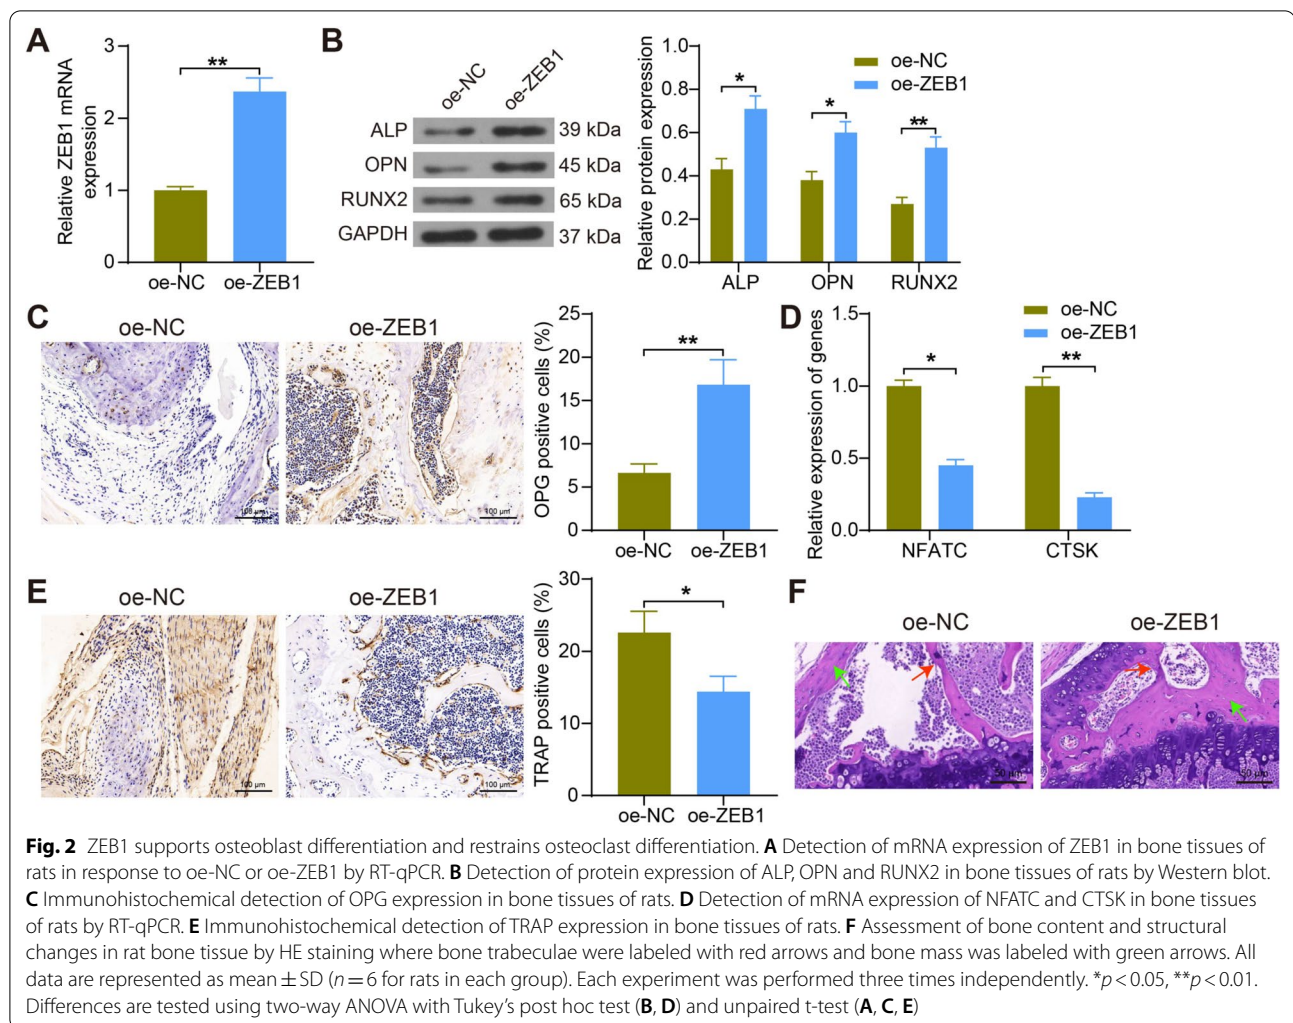 A
Relative ZEB1 mRNA
expression
3
2
1
0
**
oe-NC
oe-ZEB1
B
oe-NC
oe-ZEB1
ALP
39 kDa
OPN
45 kDa
RUNX2
65 kDa
GAPDH
37 kDa
Relative protein expression
1.0
0.8
0.6
0.4
0.2
0.0
oe-NC
oe-ZEB1
*
*
**
ALP
OPN
RUNX2
C
oe-NC
oe-ZEB1
100 µm
100 µm
OPG positive cells (%)
25
20
15
10
5
0
**
oe-NC
oe-ZEB1
D
oe-NC
oe-ZEB1
Relative expression of genes
1.5
1.0
0.5
0.0
*
**
NFATC
CTSK
E
oe-NC
oe-ZEB1
100 µm
100 µm
TRAP positive cells (%)
30
20
10
0
*
oe-NC
oe-ZEB1
F
oe-NC
oe-ZEB1
50 µm
50 µm
Fig. 2 ZEB1 supports osteoblast differentiation and restrains osteoclast differentiation. A Detection of mRNA expression of ZEB1 in bone tissues of
rats in response to oe-NC or oe-ZEB1 by RT-qPCR. B Detection of protein expression of ALP, OPN and RUNX2 in bone tissues of rats by Western blot.
C Immunohistochemical detection of OPG expression in bone tissues of rats. D Detection of mRNA expression of NFATC and CTSK in bone tissues
of rats by RT-qPCR. E Immunohistochemical detection of TRAP expression in bone tissues of rats. F Assessment of bone content and structural
changes in rat bone tissue by HE staining where bone trabeculae were labeled with red arrows and bone mass was labeled with green arrows. All
data are represented as mean ± SD (n = 6 for rats in each group). Each experiment was performed three times independently. *p < 0.05, **p < 0.01.
Differences are tested using two-way ANOVA with Tukey's post hoc test (B, D) and unpaired t-test (A, C, E)